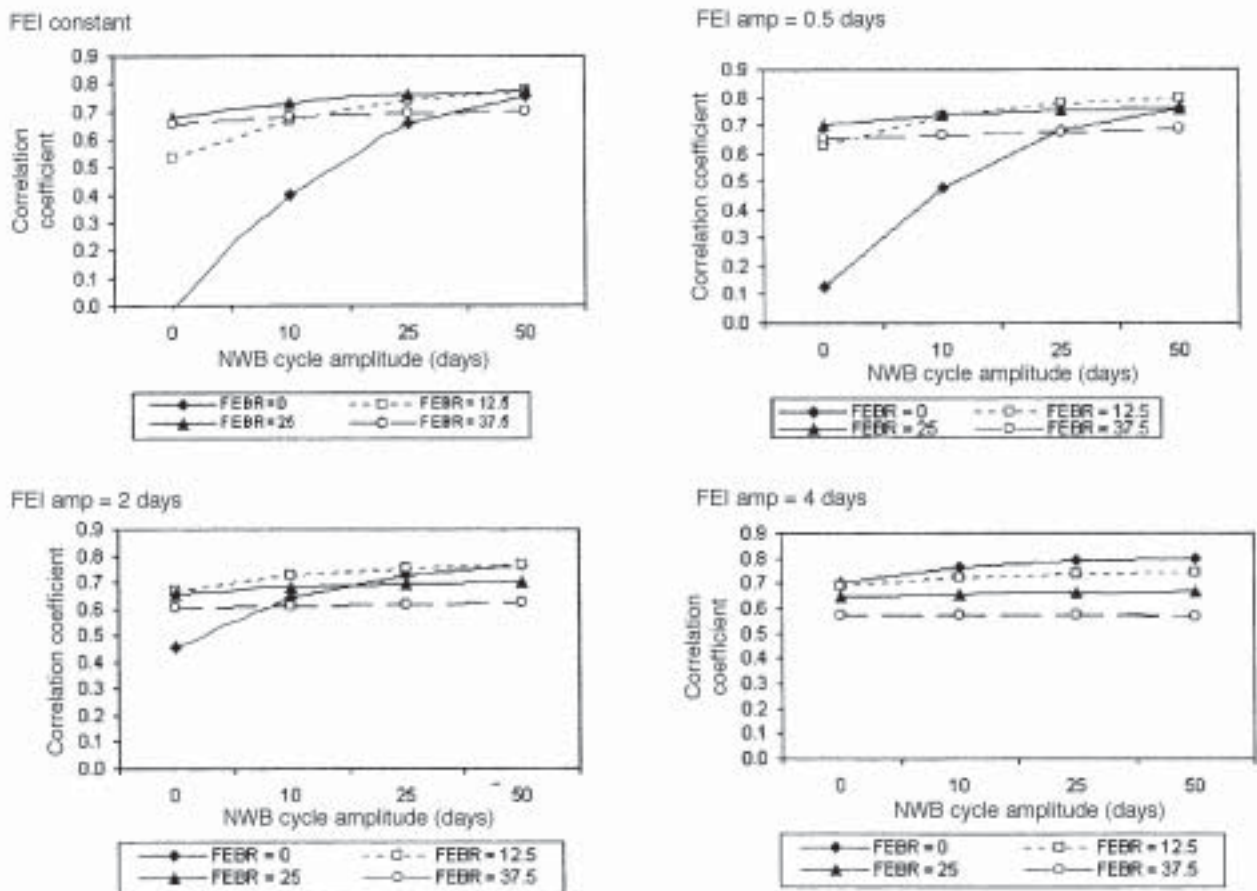 FEI constant
Correlation
coefficient
0.9
0.8
0.7
0.6
0.5
0.4
0.3
0.2
0.1
0.0
0 10 25 50
NWB cycle amplitude (days)
FEBR=0 FEBR = 12.5
FEBR=25 FEBR = 37.5
FEI amp = 0.5 days
Correlation coefficient
0.9
0.8
0.7
0.6
0.5
0.4
0.3
0.2
0.1
0.0
0 10 25 50
NWB cycle amplitude (days)
FEBR = 0 FEBR = 12.5
FEBR = 25 FEBR = 37.5
FEI amp = 2 days
Correlation coefficient
0.9
0.8
0.7
0.6
0.5
0.4
0.3
0.2
0.1
0.0
0 10 25 50
NWB cycle amplitude (days)
FEBR = 0 FEBR = 12.5
FEBR = 25 FEBR = 37.5
FEI amp = 4 days
Correlation
coefficient
0.9
0.8
0.7
0.6
0.5
0.4
0.3
0.2
0.1
0.0
0 10 25 50
NWB cycle amplitude (days)
FEBR = 0 FEBR = 12.5
FEBR = 25 FEBR = 37.5